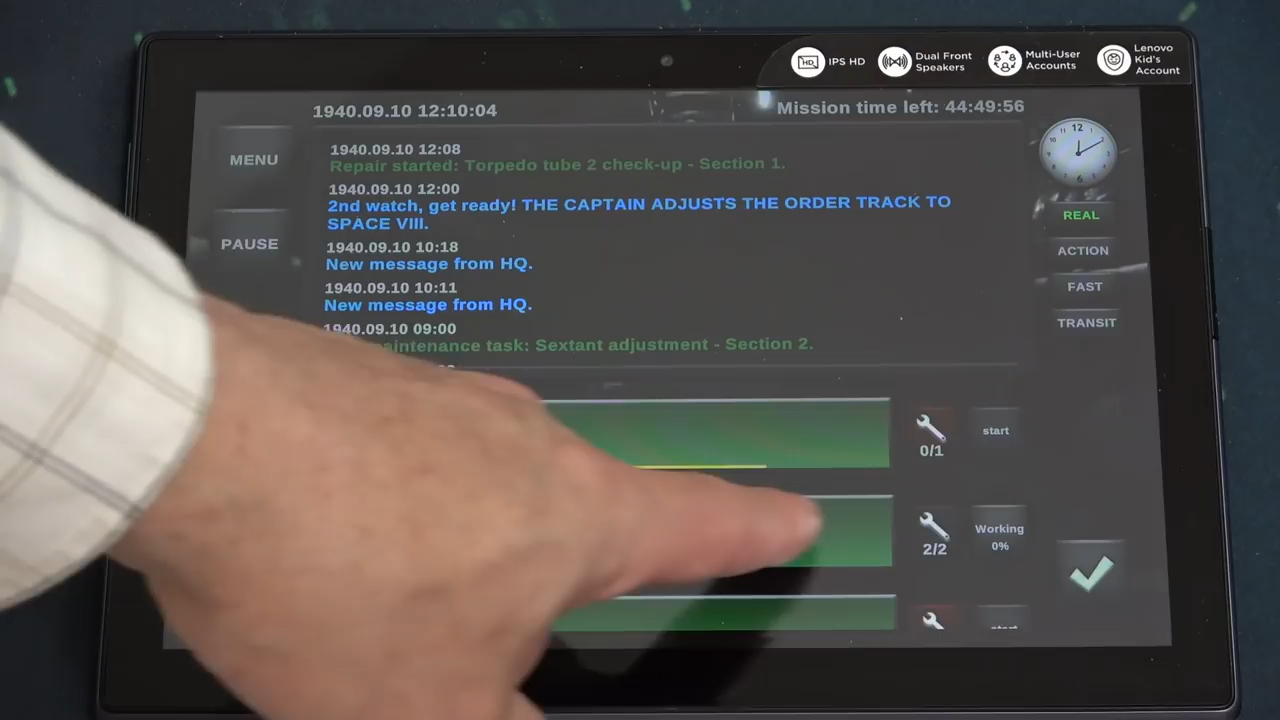 IPS HD
Dual Front
Speakers
Multi-User
Accounts
Lenovo
Kid's
Account
1940.09.10 12:10:04
Mission time left: 44:49:56
MENU
PAUSE
1940.09.10 12:08
Repair started: Torpedo tube 2 check-up - Section 1.
1940.09.10 12:00
2nd watch, get ready! THE CAPTAIN ADJUSTS THE ORDER TRACK TO
SPACE VIII.
1940.09.10 10:18
New message from HQ.
1940.09.10 10:11
New message from HQ.
1940.09.10 09:00
maintenance task: Sextant adjustment - Section 2.
12
REAL
ACTION
FAST
TRANSIT
0/1
start
2/2
Working
0%